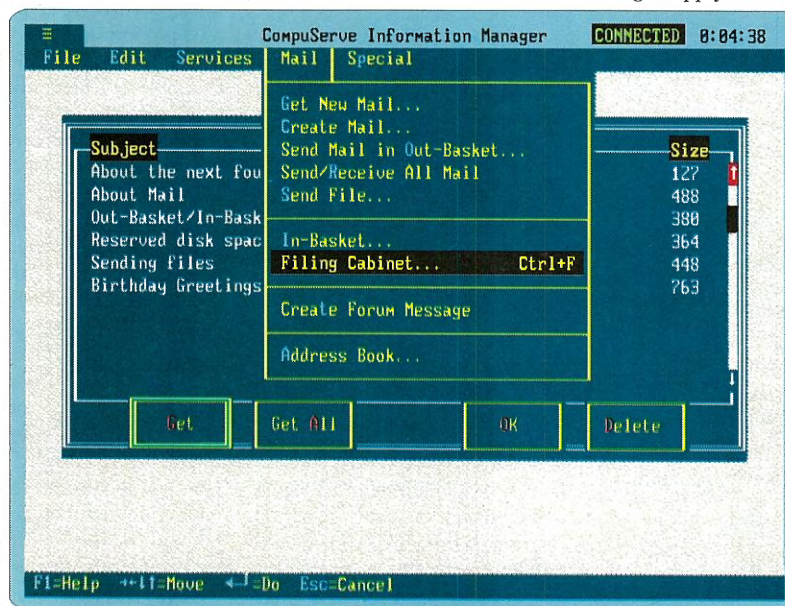 CompuServe Information Manager CONNECTED 0:04:38
File Edit Services Mail Special
Get New Mail...
Create Mail...
Send Mail in Out-Basket...
Send/Receive All Mail
Send File...
In-Basket...
Filing Cabinet... Ctrl+F
Create Forum Message
Address Book...
Subject Size
About the next fou 127
About Mail 488
Out-Basket/In-Bask 380
Reserved disk spac 364
Sending files 448
Birthday Greetings 763
Get Get All OK Delete
F1=Help ↔↕=Move ↵=Do Esc=Cancel